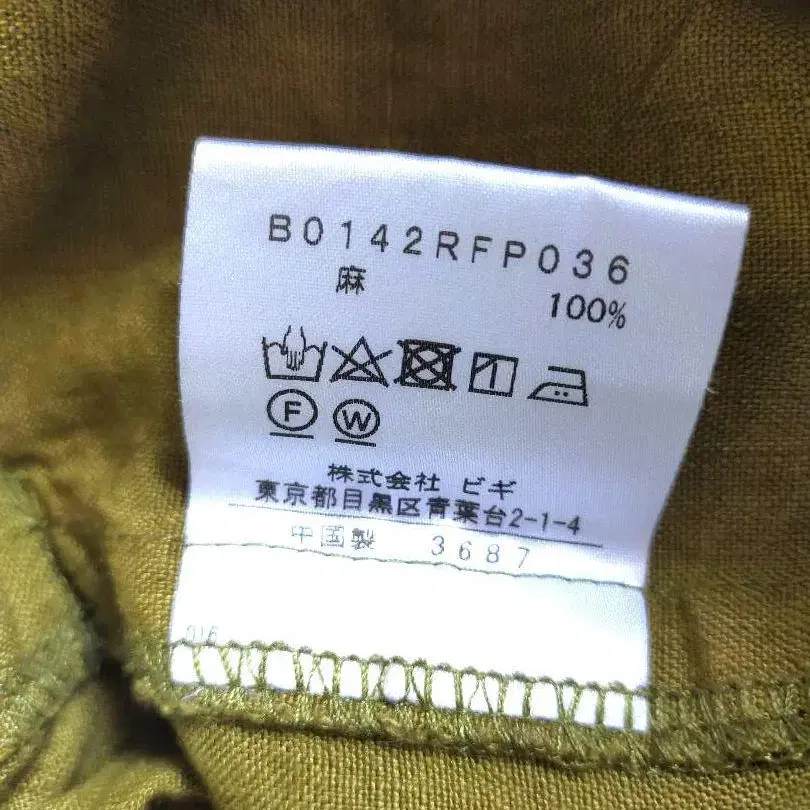 B0142RFP036
麻 100%
F W
株式会社 ビギ
東京都目黒区青葉台2-1-4
中国製 3687